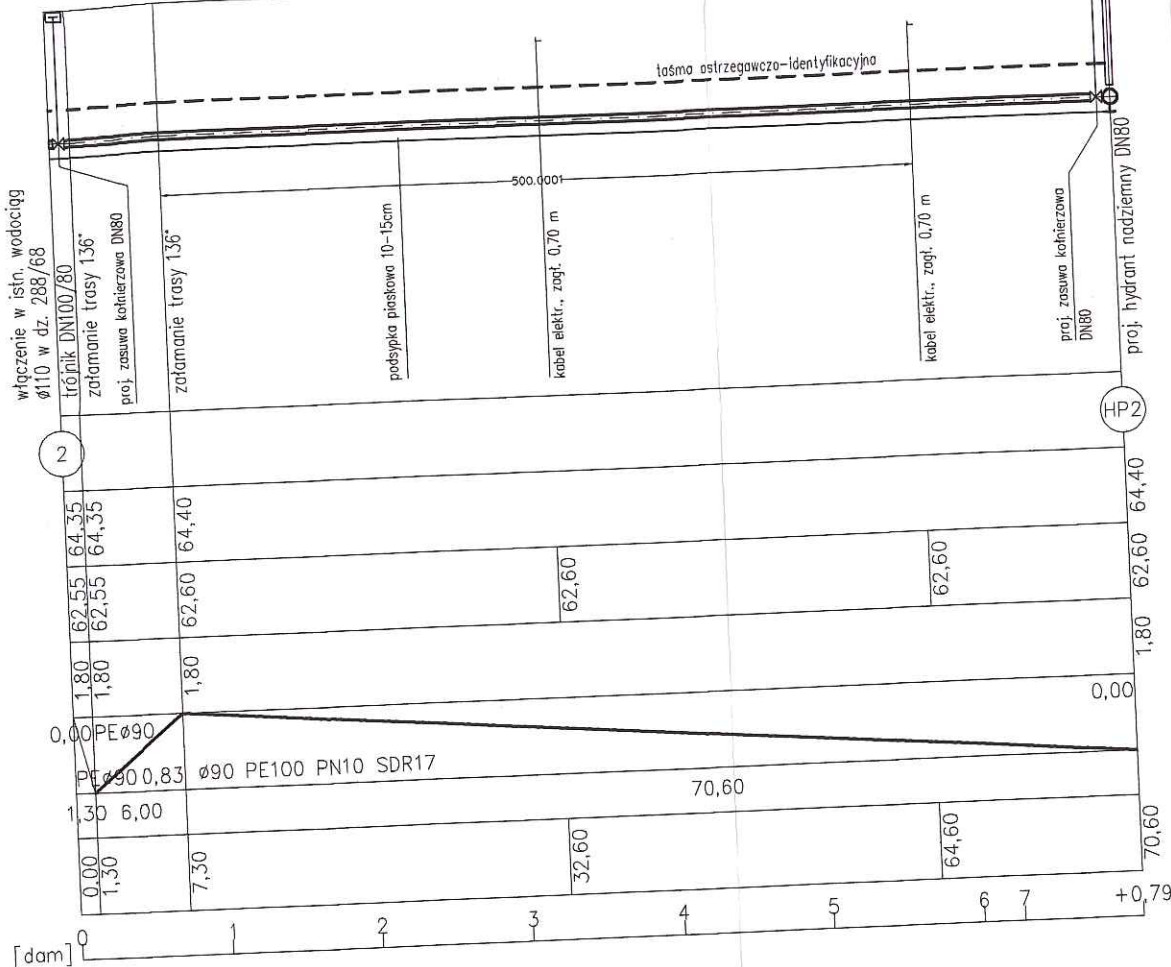 taśma ostrzegawczo-identyfikacyjna
500.0001
włączenie w istn. wodociąg
ø110 w dz. 288/68
trójnik DN100/80
załamanie trasy 136°
proj. zasuwa kołnierzowa DN80
załamanie trasy 136°
podsypka piaskowa 10-15cm
kabel elektr., zagł. 0,70 m
kabel elektr., zagł. 0,70 m
proj. zasuwa kołnierzowa
DN80
proj. hydrant nadziemny DN80
2
HP2
64,35
64,35
64,40
64,40
62,55
62,55
62,60
62,60
62,60
62,60
1,80
1,80
1,80
1,80
0,00 PEø90
0,00
PEø90 0,83 ø90 PE100 PN10 SDR17
70,60
1,30 6,00
0,00
1,30
7,30
32,60
64,60
70,60
[dam] 0 1 2 3 4 5 6 7 +0,79